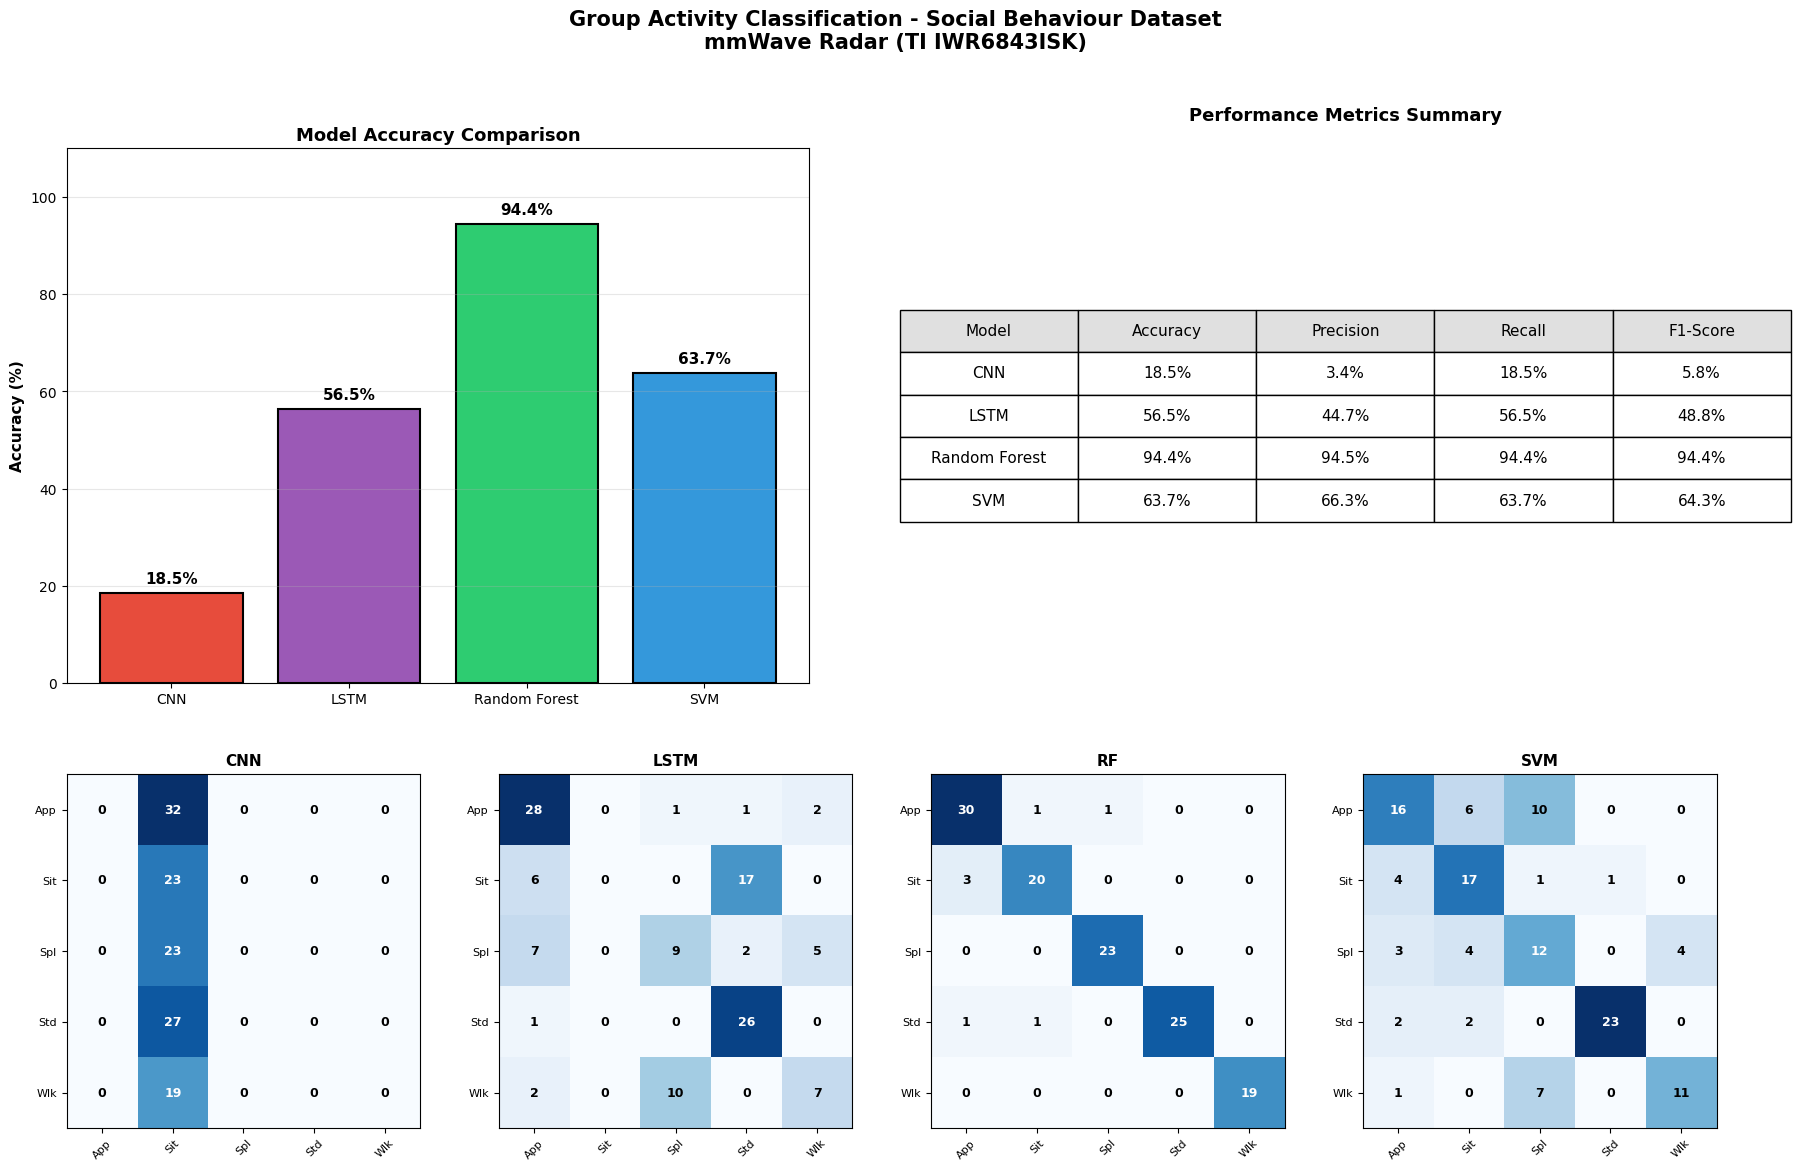 Group Activity Classification - Social Behaviour Dataset
mmWave Radar (TI IWR6843ISK)
Model Accuracy Comparison
Accuracy (%)
100
80
60
40
20
0
18.5%
56.5%
94.4%
63.7%
CNN LSTM Random Forest SVM
Performance Metrics Summary
Model Accuracy Precision Recall F1-Score
CNN 18.5% 3.4% 18.5% 5.8%
LSTM 56.5% 44.7% 56.5% 48.8%
Random Forest 94.4% 94.5% 94.4% 94.4%
SVM 63.7% 66.3% 63.7% 64.3%
CNN
App 0 32 0 0 0
Sit 0 23 0 0 0
Spl 0 23 0 0 0
Std 0 27 0 0 0
Wlk 0 19 0 0 0
App Sit Spl Std Wlk
LSTM
App 28 0 1 1 2
Sit 6 0 0 17 0
Spl 7 0 9 2 5
Std 1 0 0 26 0
Wlk 2 0 10 0 7
App Sit Spl Std Wlk
RF
App 30 1 1 0 0
Sit 3 20 0 0 0
Spl 0 0 23 0 0
Std 1 1 0 25 0
Wlk 0 0 0 0 19
App Sit Spl Std Wlk
SVM
App 16 6 10 0 0
Sit 4 17 1 1 0
Spl 3 4 12 0 4
Std 2 2 0 23 0
Wlk 1 0 7 0 11
App Sit Spl Std Wlk